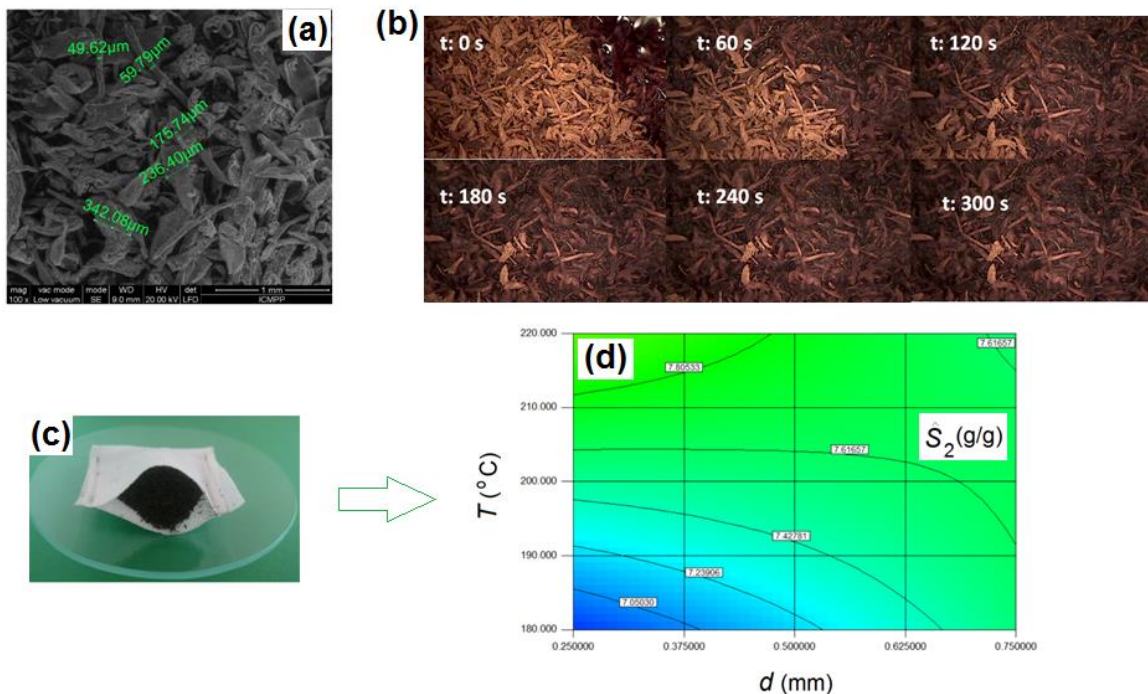 (a)
49.62µm
59.79µm
175.74µm
236.40µm
342.08µm
mag vac mode mode WD HV det
100 x Low vacuum SE 9.0 mm 20.00 kV LFD
1 mm
ICMPP
(b)
t: 0 s
t: 60 s
t: 120 s
t: 180 s
t: 240 s
t: 300 s
(c)
(d)
220.000
210.000
200.000
190.000
180.000
T (°C)
7.80533
7.61657
7.61657
7.42781
7.23906
7.05030
Ŝ2(g/g)
0.250000 0.375000 0.500000 0.625000 0.750000
d (mm)